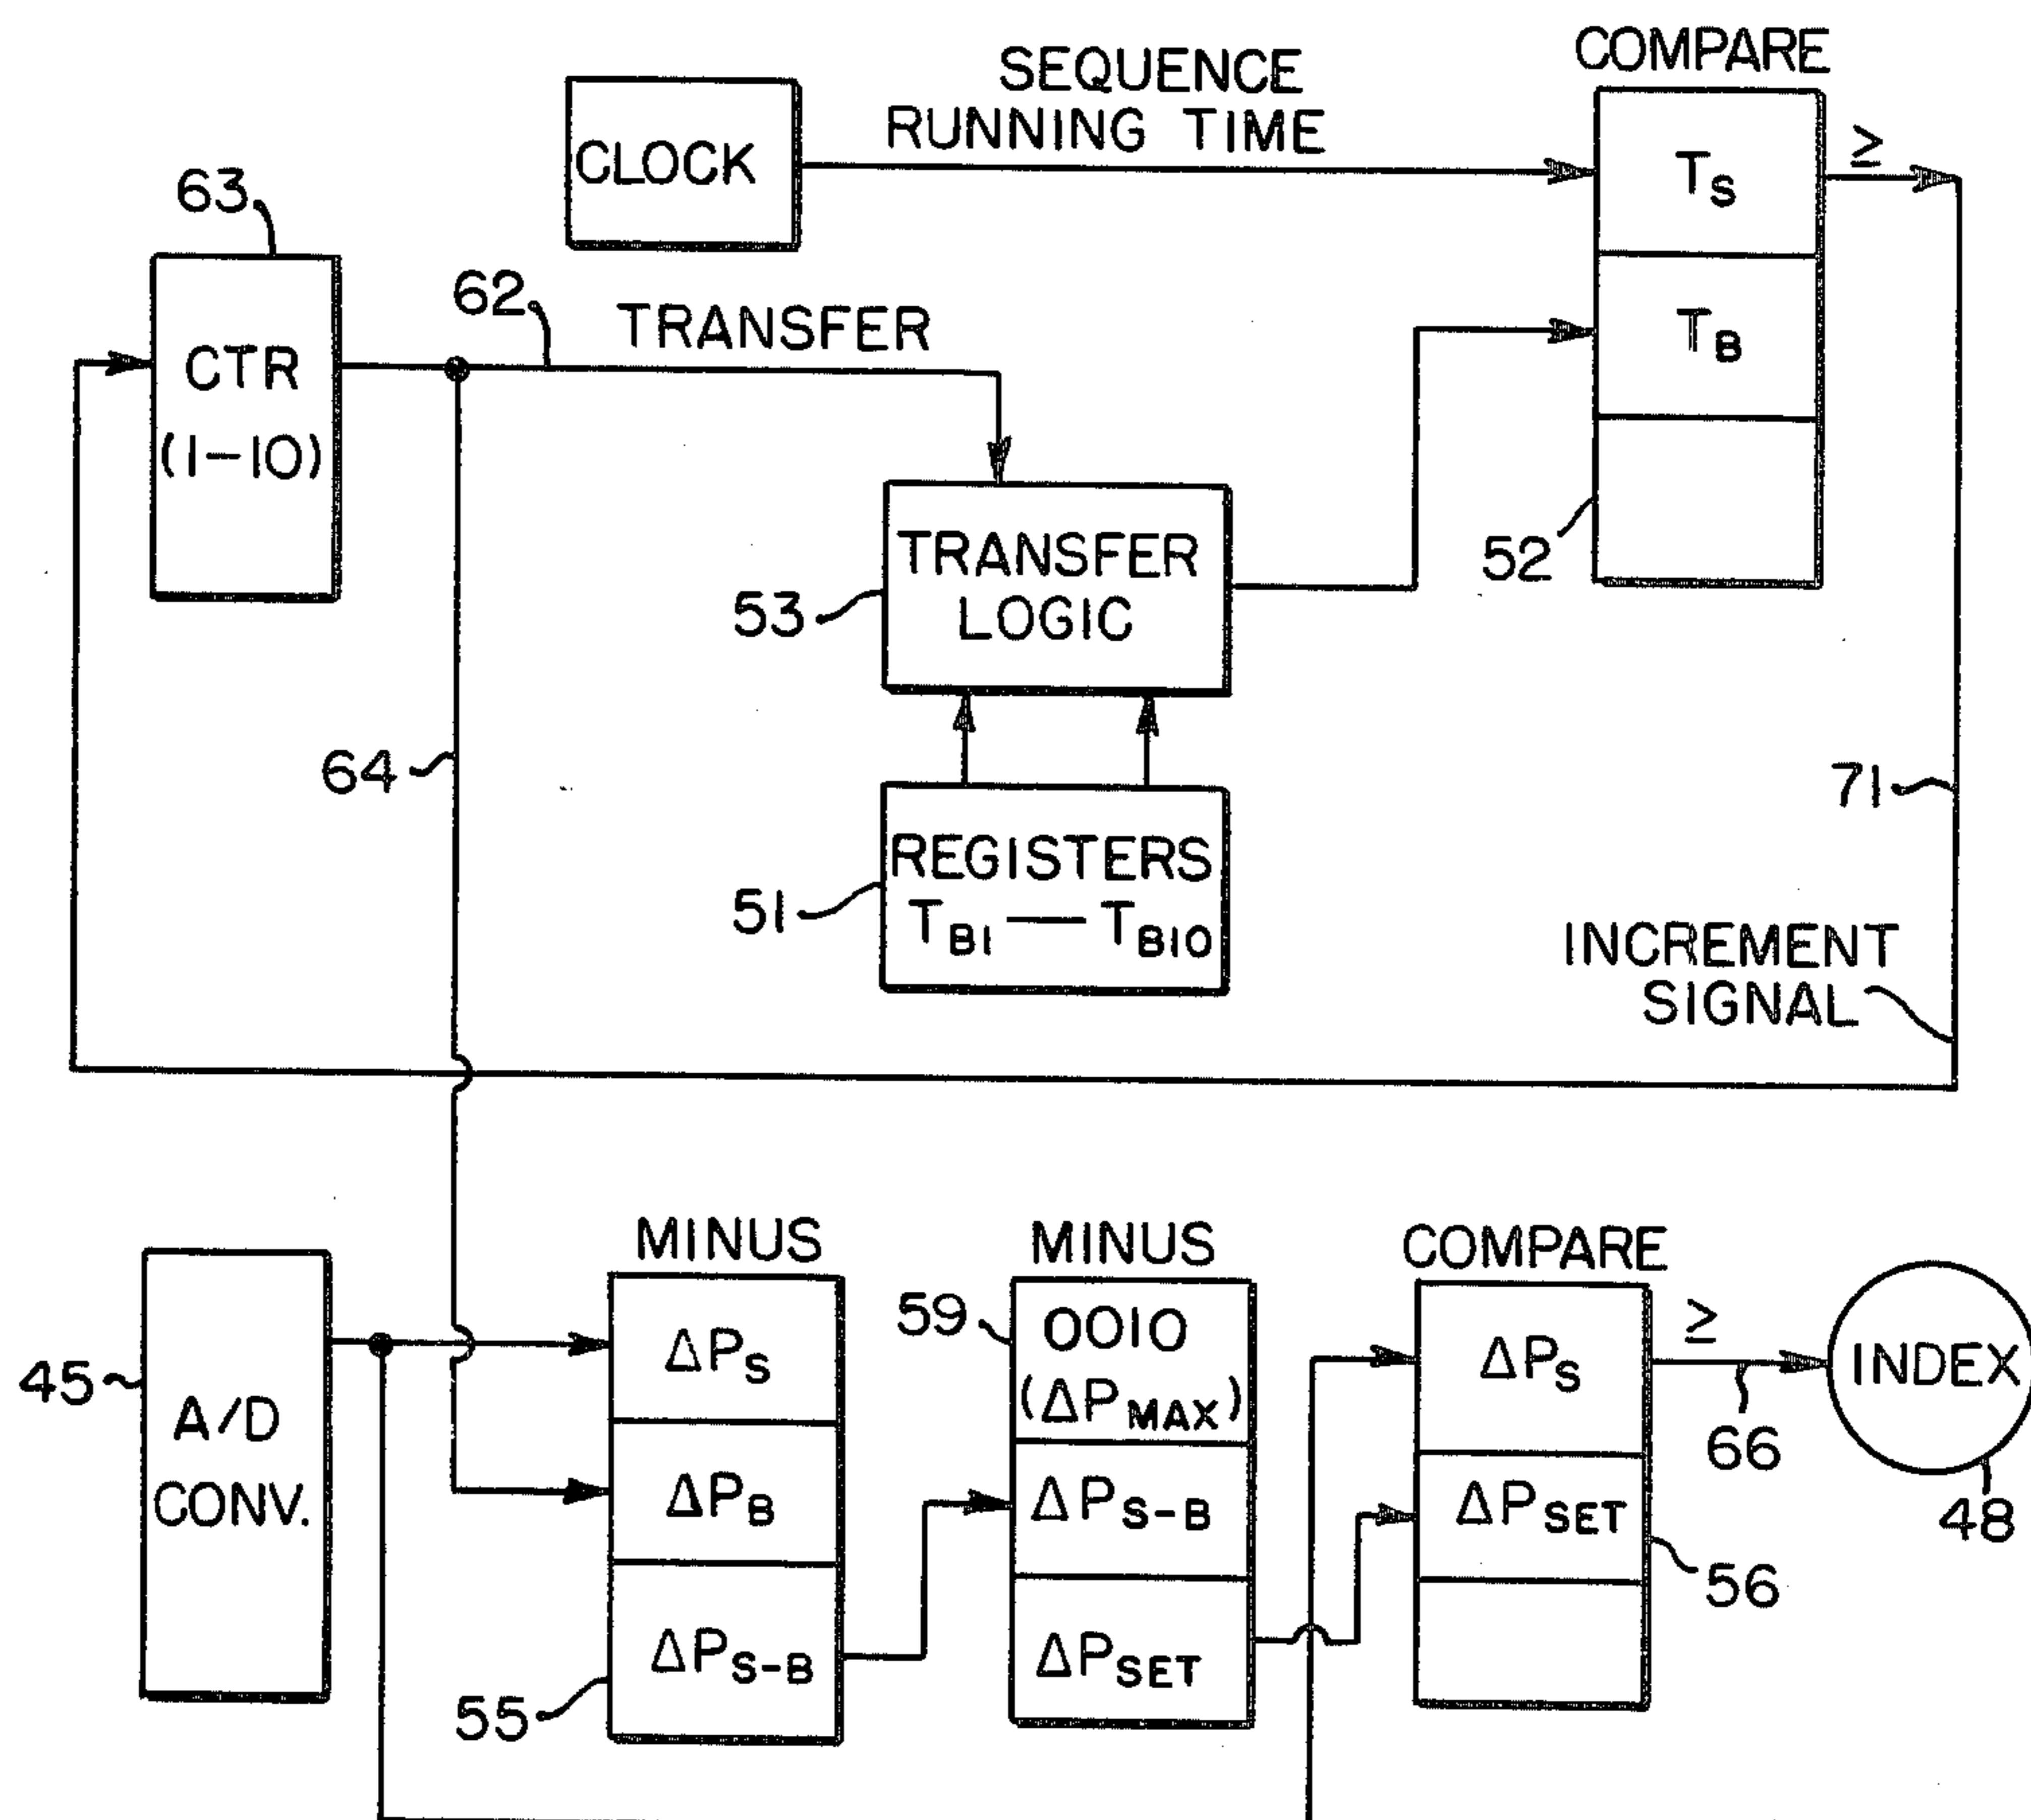 COMPARE
SEQUENCE
RUNNING TIME
CLOCK
≥
TS
63
62
TRANSFER
TB
CTR
(1-10)
TRANSFER
LOGIC
52
53
64
71
REGISTERS
TB1 — TB10
51
INCREMENT
SIGNAL
MINUS
MINUS
COMPARE
59
0010
(ΔPMAX)
≥
ΔPS
ΔPS
INDEX
45
A/D
CONV.
66
ΔPB
ΔPS-B
ΔPSET
48
56
ΔPS-B
ΔPSET
55